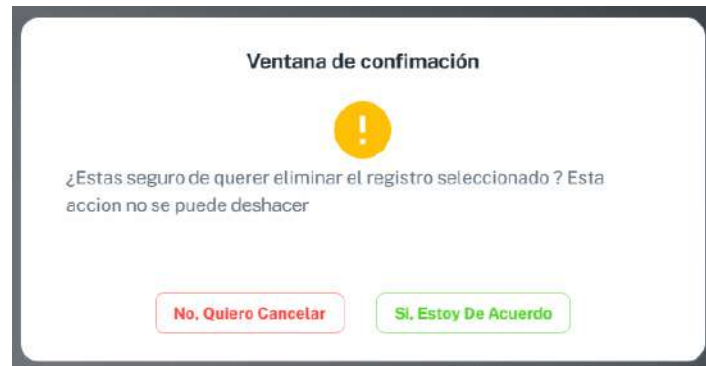 Ventana de confimación
¿Estas seguro de querer eliminar el registro seleccionado ? Esta
accion no se puede deshacer
No, Quiero Cancelar
Si, Estoy De Acuerdo